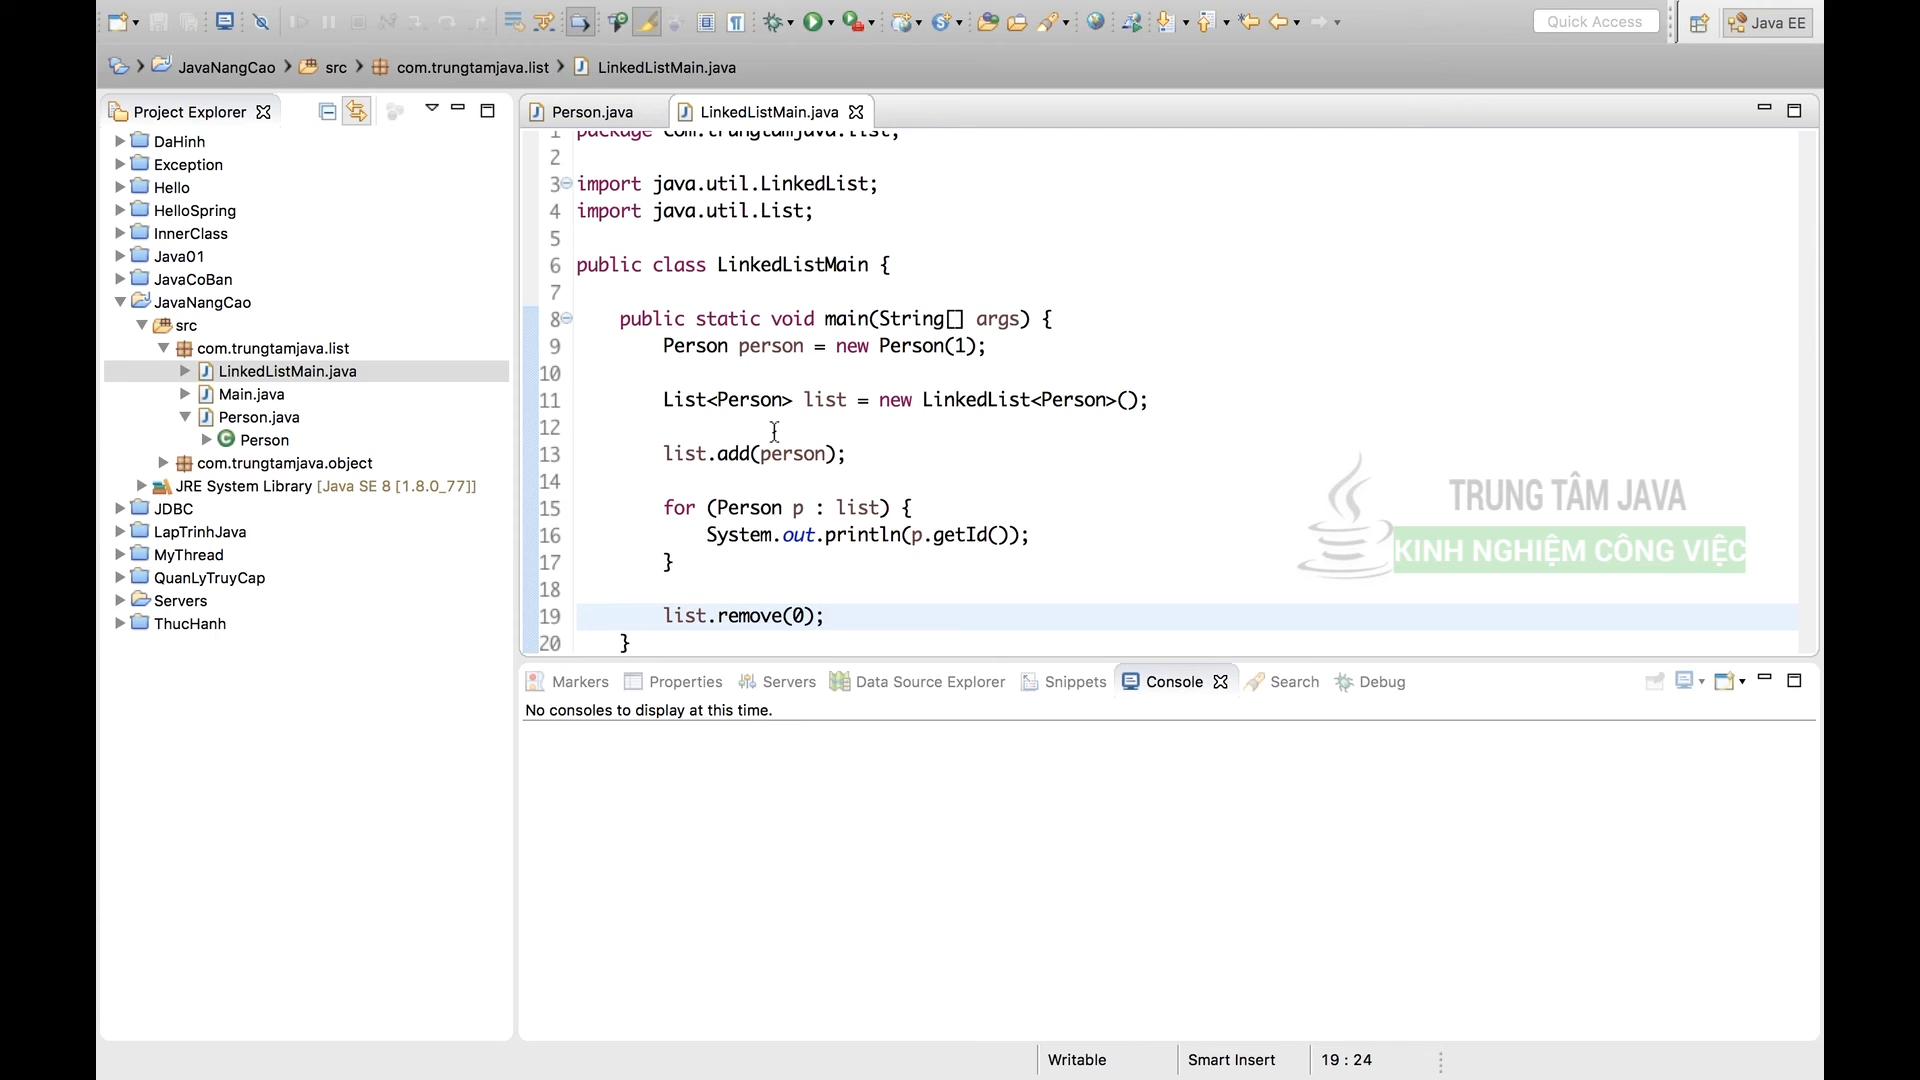 Quick Access
Java EE
JavaNangCao
src
com.trungtamjava.list
LinkedListMain.java
Project Explorer
DaHinh
Exception
Hello
HelloSpring
InnerClass
Java01
JavaCoBan
JavaNangCao
src
com.trungtamjava.list
LinkedListMain.java
Main.java
Person.java
Person
com.trungtamjava.object
JRE System Library [Java SE 8 [1.8.0_77]]
JDBC
LapTrinhJava
MyThread
QuanLyTruyCap
Servers
ThucHanh
Person.java
LinkedListMain.java
1 package com.trungtamjava.list;
2
3 import java.util.LinkedList;
4 import java.util.List;
5
6 public class LinkedListMain {
7
8 public static void main(String[] args) {
9 Person person = new Person(1);
10
11 List<Person> list = new LinkedList<Person>();
12
13 list.add(person);
14
15 for (Person p : list) {
16 System.out.println(p.getId());
17 }
18
19 list.remove(0);
20 }
TRUNG TÂM JAVA
KINH NGHIỆM CÔNG VIỆC
Markers
Properties
Servers
Data Source Explorer
Snippets
Console
Search
Debug
No consoles to display at this time.
Writable
Smart Insert
19 : 24